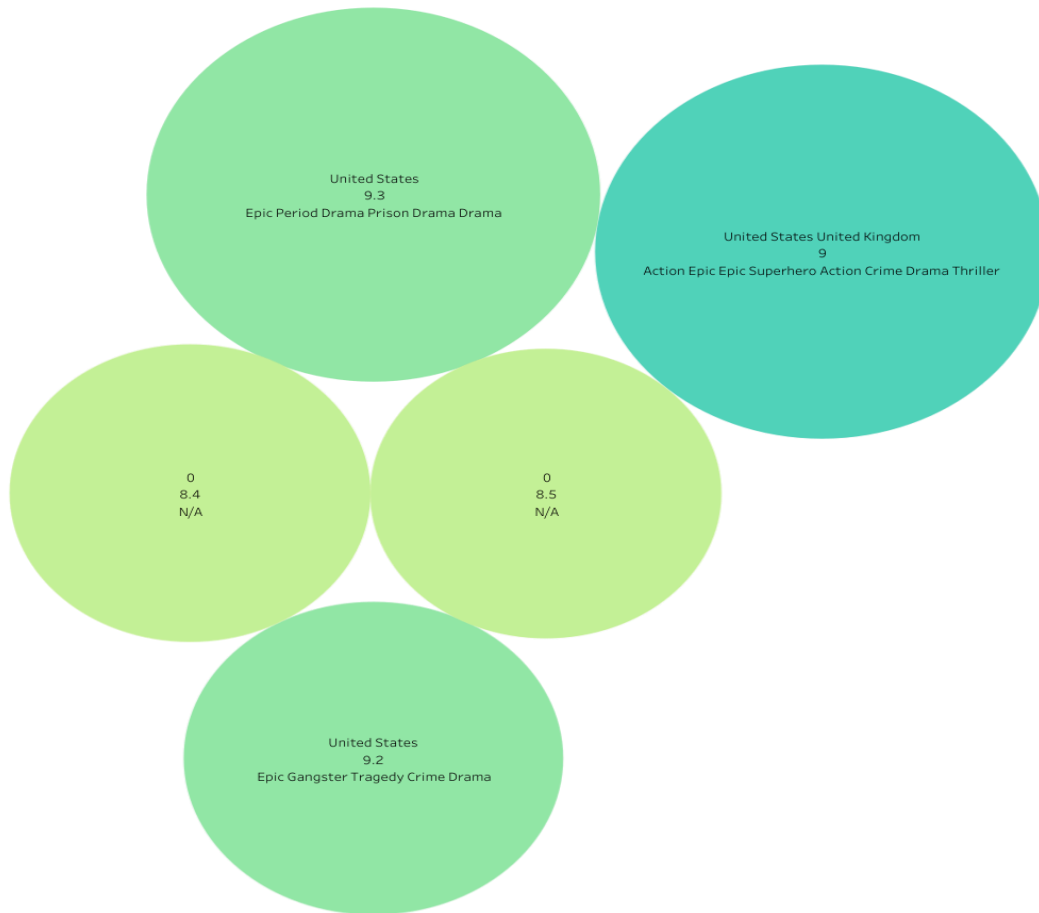 United States
9.3
Epic Period Drama Prison Drama Drama
United States United Kingdom
9
Action Epic Epic Superhero Action Crime Drama Thriller
0
8.4
N/A
0
8.5
N/A
United States
9.2
Epic Gangster Tragedy Crime Drama